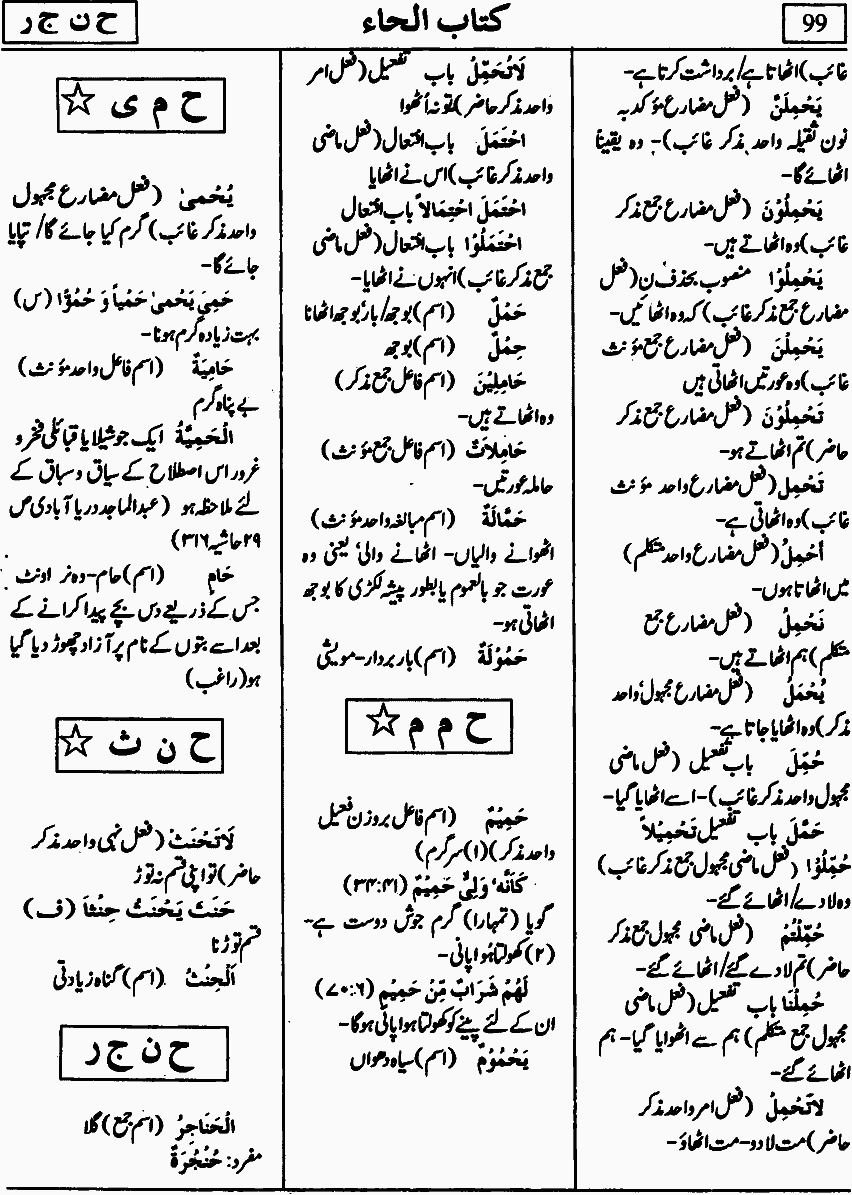 99
كتاب الحاء
ح ن ج ر
غائب) اٹھاتا ہے/ برداشت کرتا ہے-
يَحْمِلَنَّ (فعل مضارع مؤکد بہ
نون ثقیلہ واحد مذکر غائب)- وہ یقیناً
اٹھائے گا-
يَحْمِلُوْنَ (فعل مضارع جمع مذکر
غائب) وہ اٹھاتے ہیں-
يَحْمِلُوْا منصوب بحذف ن (فعل
مضارع جمع مذکر غائب) کہ وہ اٹھائیں-
يَحْمِلْنَ (فعل مضارع جمع مؤنث
غائب) وہ عورتیں اٹھاتی ہیں
تَحْمِلُوْنَ (فعل مضارع جمع مذکر
حاضر) تم اٹھاتے ہو-
تَحْمِل (فعل مضارع واحد مؤنث
غائب) وہ اٹھاتی ہے-
أَحْمِلُ (فعل مضارع واحد متکلم)
میں اٹھاتا ہوں-
نَحْمِلُ (فعل مضارع جمع
متکلم) ہم اٹھاتے ہیں-
يُحْمَلُ (فعل مضارع مجہول' واحد
مذکر) وہ اٹھایا جاتا ہے-
حُمِّلَ باب تفعیل (فعل ماضی
مجہول واحد مذکر غائب)- اسے اٹھایا گیا-
حَمَّلَ باب تفعیل تَحْمِيْلاً
حُمِّلُوْا (فعل ماضی مجہول جمع مذکر غائب)
وہ لادے/ اٹھائے گئے-
حُمِّلْتُمْ (فعل ماضی مجہول جمع مذکر
حاضر) تم لادے گئے/ اٹھائے گئے-
حُمِّلْنَا باب تفعیل (فعل ماضی
مجہول جمع متکلم) ہم سے اٹھوایا گیا- ہم
اٹھائے گئے-
لاَتَحْمِلُ (فعل امر واحد مذکر
حاضر) مت لادو- مت اٹھاؤ-
لاَتُحَمِّلُ باب تفعیل (فعل امر
واحد مذکر حاضر) تو نہ اٹھوا
احْتَمَلَ باب افتعال (فعل ماضی
واحد مذکر غائب) اس نے اٹھایا
احْتَمَلَ احْتِمَالاً باب افتعال
احْتَمَلُوْا باب افتعال (فعل ماضی
جمع مذکر غائب) انہوں نے اٹھایا-
حَمْلٌ (اسم) بوجھ/ بار' بوجھ اٹھانا
حِمْلٌ (اسم) بوجھ
حَامِلِيْنَ (اسم فاعل جمع مذکر)
وہ اٹھاتے ہیں-
حَامِلاَتٌ (اسم فاعل جمع مؤنث)
حاملہ عورتیں-
حَمَّالَةٌ (اسم مبالغہ واحد مؤنث)
اٹھوانے والیاں- اٹھانے والی' یعنی وہ
عورت جو بالعموم یا بطور پیشہ لکڑی کا بوجھ
اٹھاتی ہو-
حَمُوْلَةٌ (اسم) باربردار- مویشی
ح م م ☆
حَمِيْمٌ (اسم فاعل بروزن فعیل
واحد مذکر) (۱) سرگرم)
كَأَنَّهُ' وَلِيٌّ حَمِيْمٌ (۳۴:۴۱)
گویا (تمہارا) گرم جوش دوست ہے-
(۲) کھولتا ہوا پانی-
لَهُمْ شَرَابٌ مِّنْ حَمِيْمٍ (۷۰:۶)
ان کے لئے پینے کو کھولتا ہوا پانی ہوگا-
يَحْمُوْمٌ (اسم) سیاہ دھواں
ح م ی ☆
يُحْمىٰ (فعل مضارع مجہول
واحد مذکر غائب) گرم کیا جائے گا/ تپایا
جائے گا-
حَمِيَ يَحْمىٰ حَمْياً وَ حُمُوًّا (س)
بہت زیادہ گرم ہونا-
حَامِيَةٌ (اسم فاعل واحد مؤنث)
بے پناہ گرم
الْحَمِيَّةُ ایک جوشیلا یا قبائلی فخر و
غرور اس اصطلاح کے سیاق و سباق کے
لئے ملاحظہ ہو (عبدالماجد دریا آبادی ص
۲۹ حاشیہ ۳۱۶)
حَامٍ (اسم) حام- وہ نر اونٹ
جس کے ذریعے دس بچے پیدا کرانے کے
بعد اسے بتوں کے نام پر آزاد چھوڑ دیا گیا
ہو (راغب)
ح ن ث ☆
لاَتَحْنَثْ (فعل نہی واحد مذکر
حاضر) تو اپنی قسم نہ توڑ
حَنَثَ يَحْنَثُ حِنْثاً (ف)
قسم توڑنا
اَلْحِنْثُ (اسم) گناہ زیادتی
ح ن ج ر
الْحَنَاجِرُ (اسم جمع) گلا
مفرد: حُنْجُرَةٌ